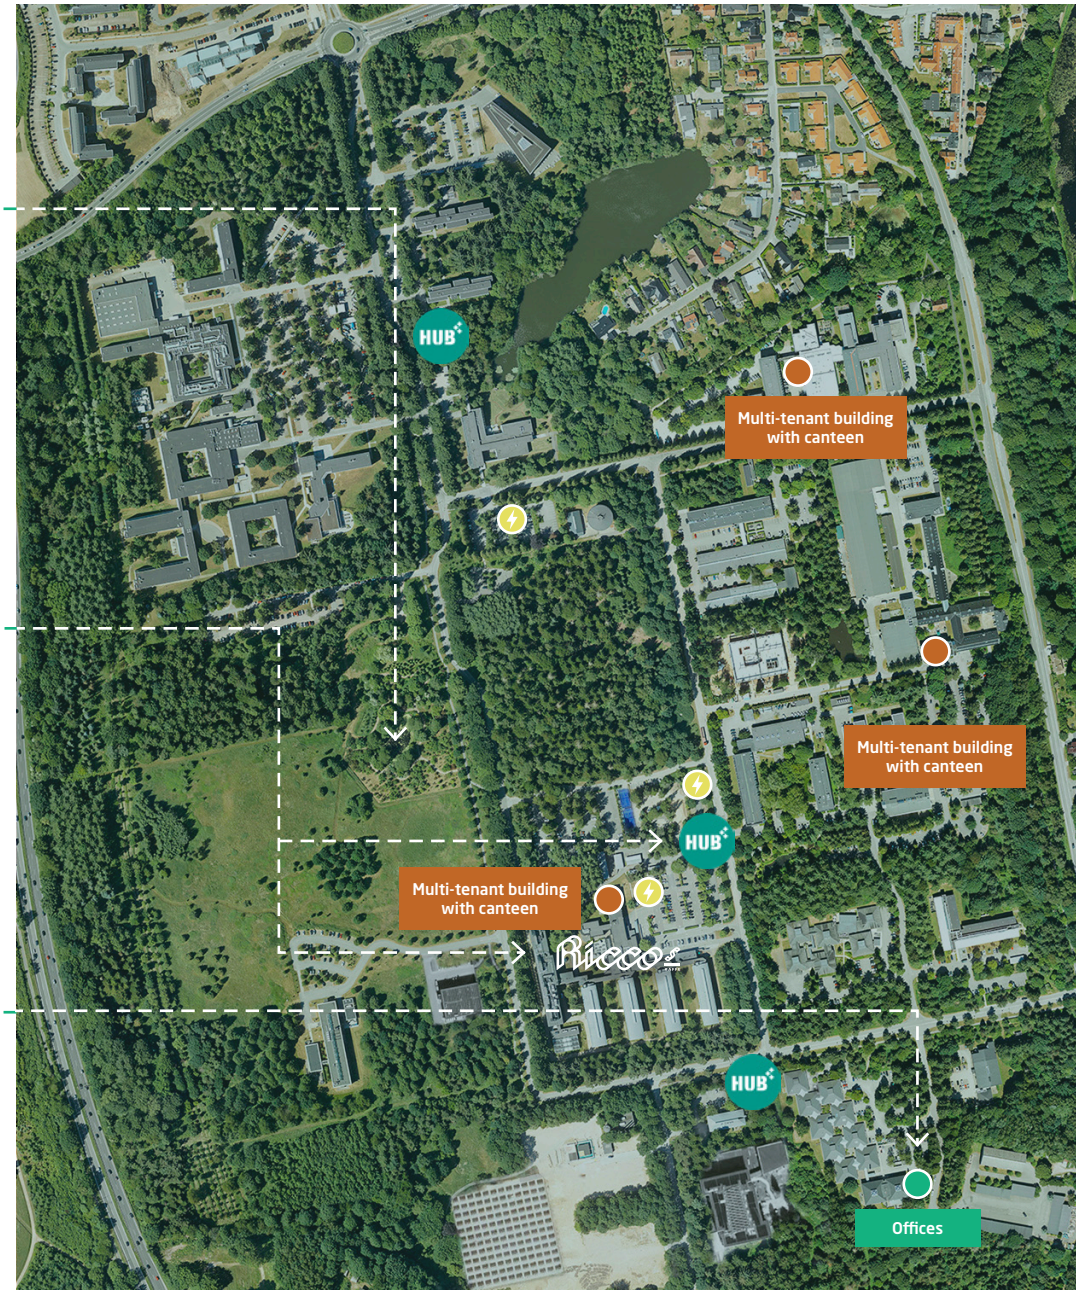 HUB
Multi-tenant building
with canteen
Multi-tenant building
with canteen
HUB
Multi-tenant building
with canteen
Riccos
HUB
Offices